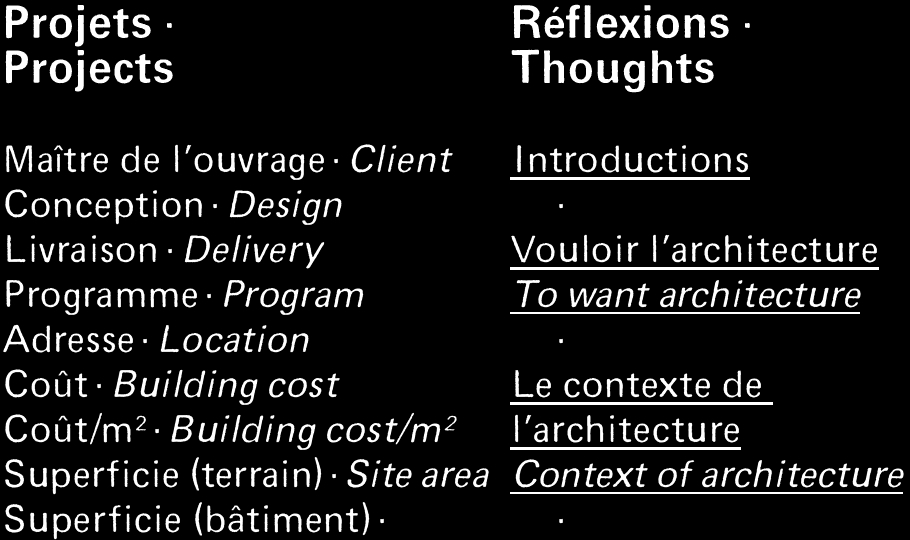 Projets ·
Projects
Maître de l'ouvrage · Client
Conception · Design
Livraison · Delivery
Programme · Program
Adresse · Location
Coût · Building cost
Coût/m² · Building cost/m²
Superficie (terrain) · Site area
Superficie (bâtiment) ·
Réflexions ·
Thoughts
Introductions
·
Vouloir l'architecture
To want architecture
·
Le contexte de
l'architecture
Context of architecture
·